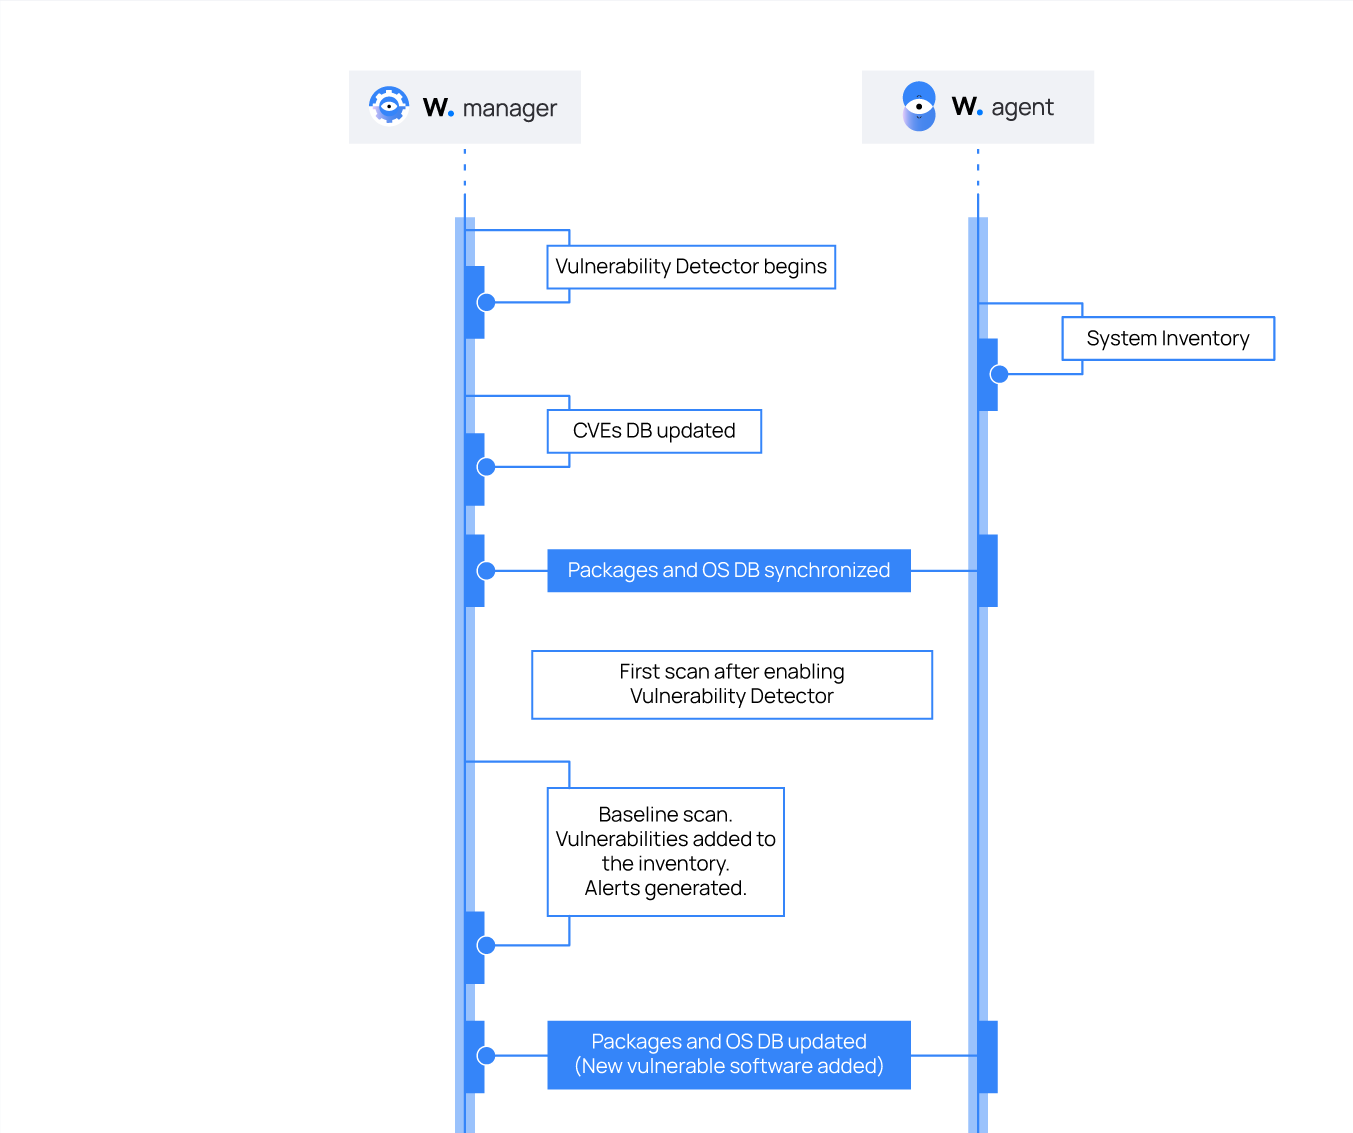 W. manager
W. agent
Vulnerability Detector begins
System Inventory
CVEs DB updated
Packages and OS DB synchronized
First scan after enabling
Vulnerability Detector
Baseline scan.
Vulnerabilities added to
the inventory.
Alerts generated.
Packages and OS DB updated
(New vulnerable software added)